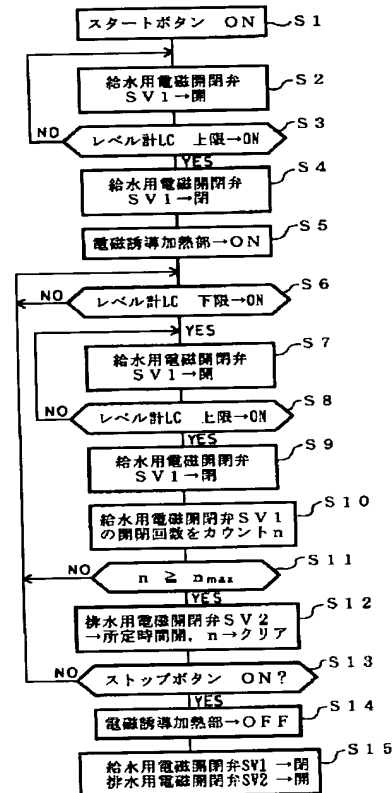 スタートボタン ON
S1
給水用電磁開閉弁
SV1→開
S2
レベル計LC 上限→ON
S3
NO
YES
給水用電磁開閉弁
SV1→閉
S4
電磁誘導加熱部→ON
S5
レベル計LC 下限→ON
S6
NO
YES
給水用電磁開閉弁
SV1→開
S7
レベル計LC 上限→ON
S8
NO
YES
給水用電磁開閉弁
SV1→閉
S9
給水用電磁開閉弁SV1
の開閉回数をカウントn
S10
n ≧ nmax
S11
NO
YES
排水用電磁開閉弁SV2
→所定時間開, n→クリア
S12
ストップボタン ON?
S13
NO
YES
電磁誘導加熱部→OFF
S14
給水用電磁開閉弁SV1 →閉
排水用電磁開閉弁SV2 →開
S15